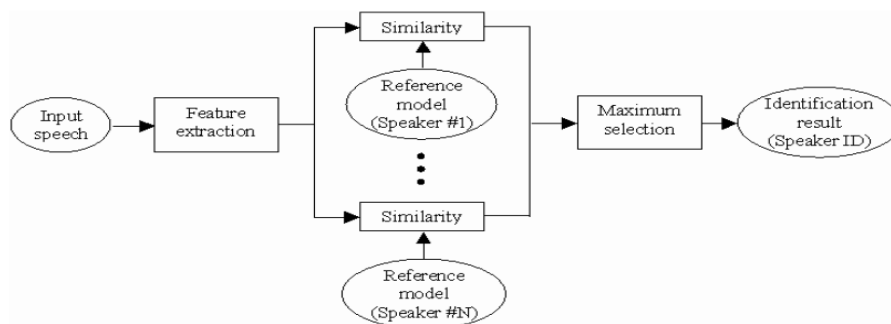 Similarity
Reference
model
(Speaker #1)
Input
speech
Feature
extraction
Maximum
selection
Identification
result
(Speaker ID)
Similarity
Reference
model
(Speaker #N)